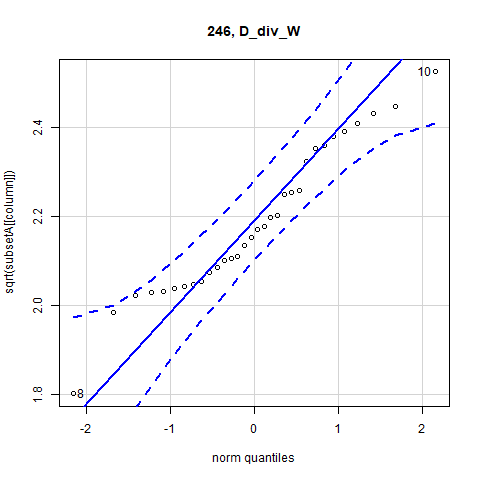 246, D_div_W
10
2.4
2.2
2.0
1.8
8
sqrt(subsetA[[column]])
-2 -1 0 1 2
norm quantiles